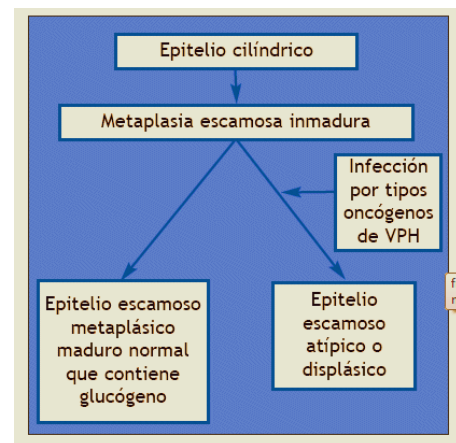 Epitelio cilíndrico
Metaplasia escamosa inmadura
Infección
por tipos
oncógenos
de VPH
Epitelio escamoso
metaplásico
maduro normal
que contiene
glucógeno
Epitelio
escamoso
atípico o
displásico